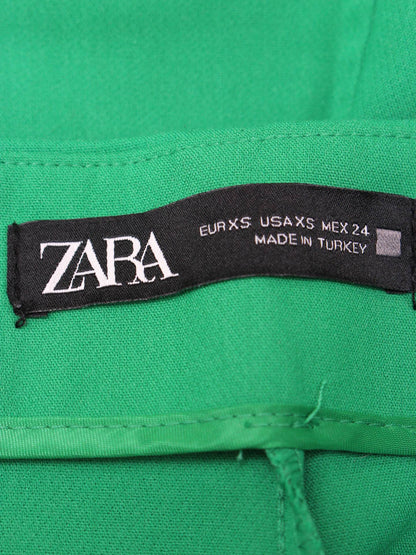 ZARA
EUR XS USA XS MEX 24
MADE IN TURKEY